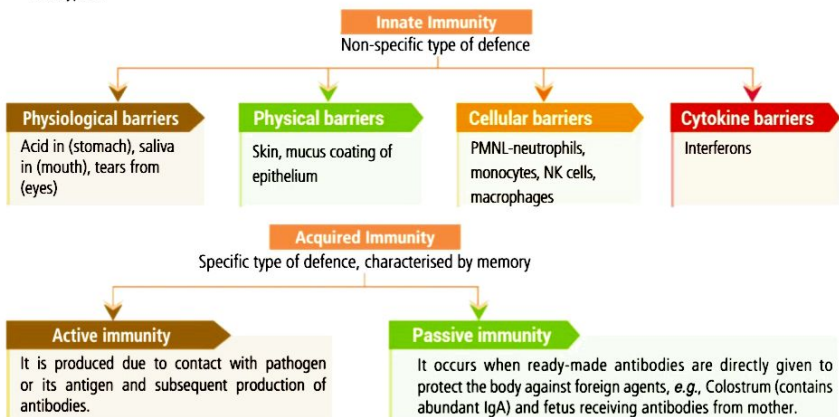 Innate Immunity
Non-specific type of defence
Physiological barriers
Acid in (stomach), saliva
in (mouth), tears from
(eyes)
Physical barriers
Skin, mucus coating of
epithelium
Cellular barriers
PMNL-neutrophils,
monocytes, NK cells,
macrophages
Cytokine barriers
Interferons
Acquired Immunity
Specific type of defence, characterised by memory
Active immunity
It is produced due to contact with pathogen
or its antigen and subsequent production of
antibodies.
Passive immunity
It occurs when ready-made antibodies are directly given to
protect the body against foreign agents, e.g., Colostrum (contains
abundant IgA) and fetus receiving antibodies from mother.